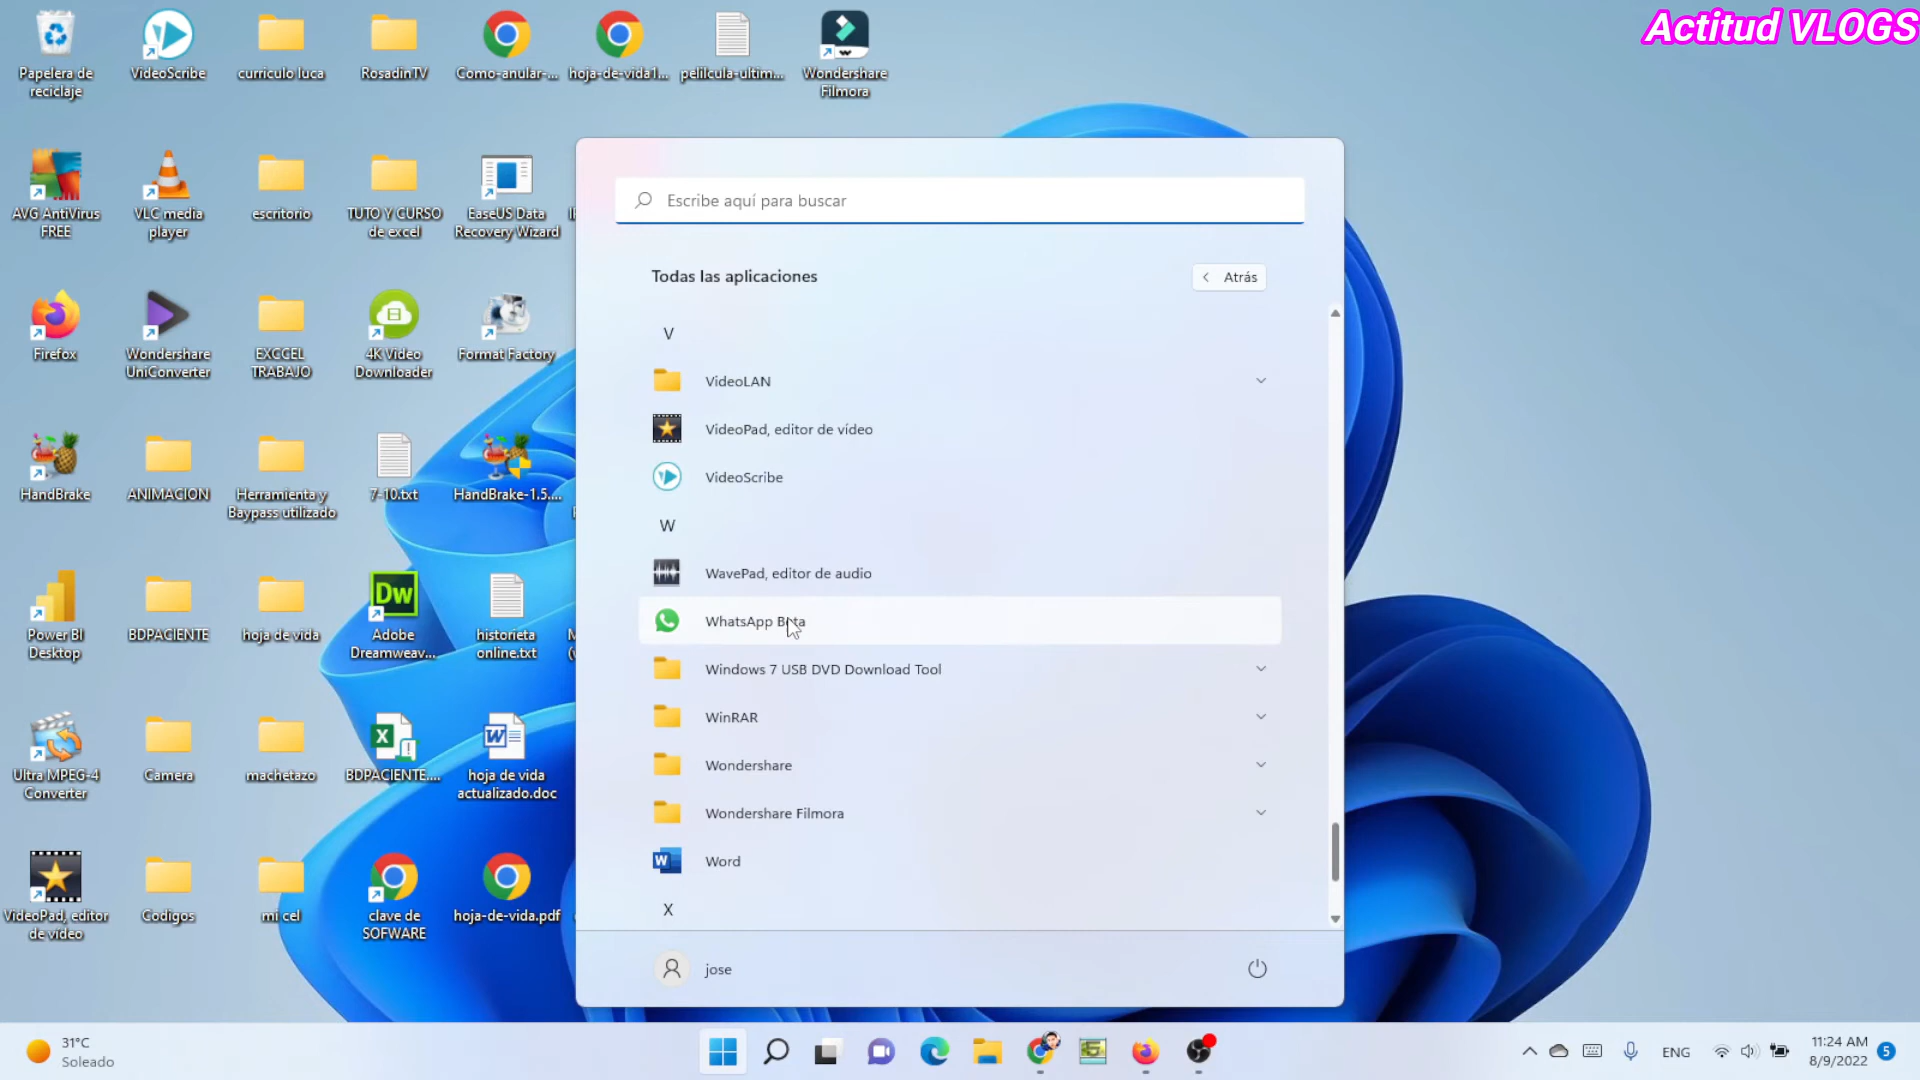 Actitud VLOGS
Papelera de
reciclaje
VideoScribe
curriculo luca
RosadinTV
Como-anular-...
hoja-de-vida1...
pelilcula-ultim...
Wondershare
Filmora
AVG AntiVirus
FREE
VLC media
player
escritorio
TUTO Y CURSO
de excel
EaseUS Data
Recovery Wizard
Firefox
Wondershare
UniConverter
EXCCEL
TRABAJO
4K Video
Downloader
Format Factory
HandBrake
ANIMACION
Herramienta y
Baypass utilizado
7-10.txt
HandBrake-1.5....
Power BI
Desktop
BDPACIENTE
hoja de vida
Dw
Adobe
Dreamweav...
historieta
online.txt
Ultra MPEG-4
Converter
Camera
machetazo
BDPACIENTE....
hoja de vida
actualizado.doc
VideoPad, editor
de vídeo
Codigos
mi cel
clave de
SOFWARE
hoja-de-vida.pdf
Escribe aquí para buscar
Todas las aplicaciones
Atrás
V
VideoLAN
VideoPad, editor de vídeo
VideoScribe
W
WavePad, editor de audio
WhatsApp Beta
Windows 7 USB DVD Download Tool
WinRAR
Wondershare
Wondershare Filmora
Word
X
jose
31°C
Soleado
ENG
11:24 AM
8/9/2022
5